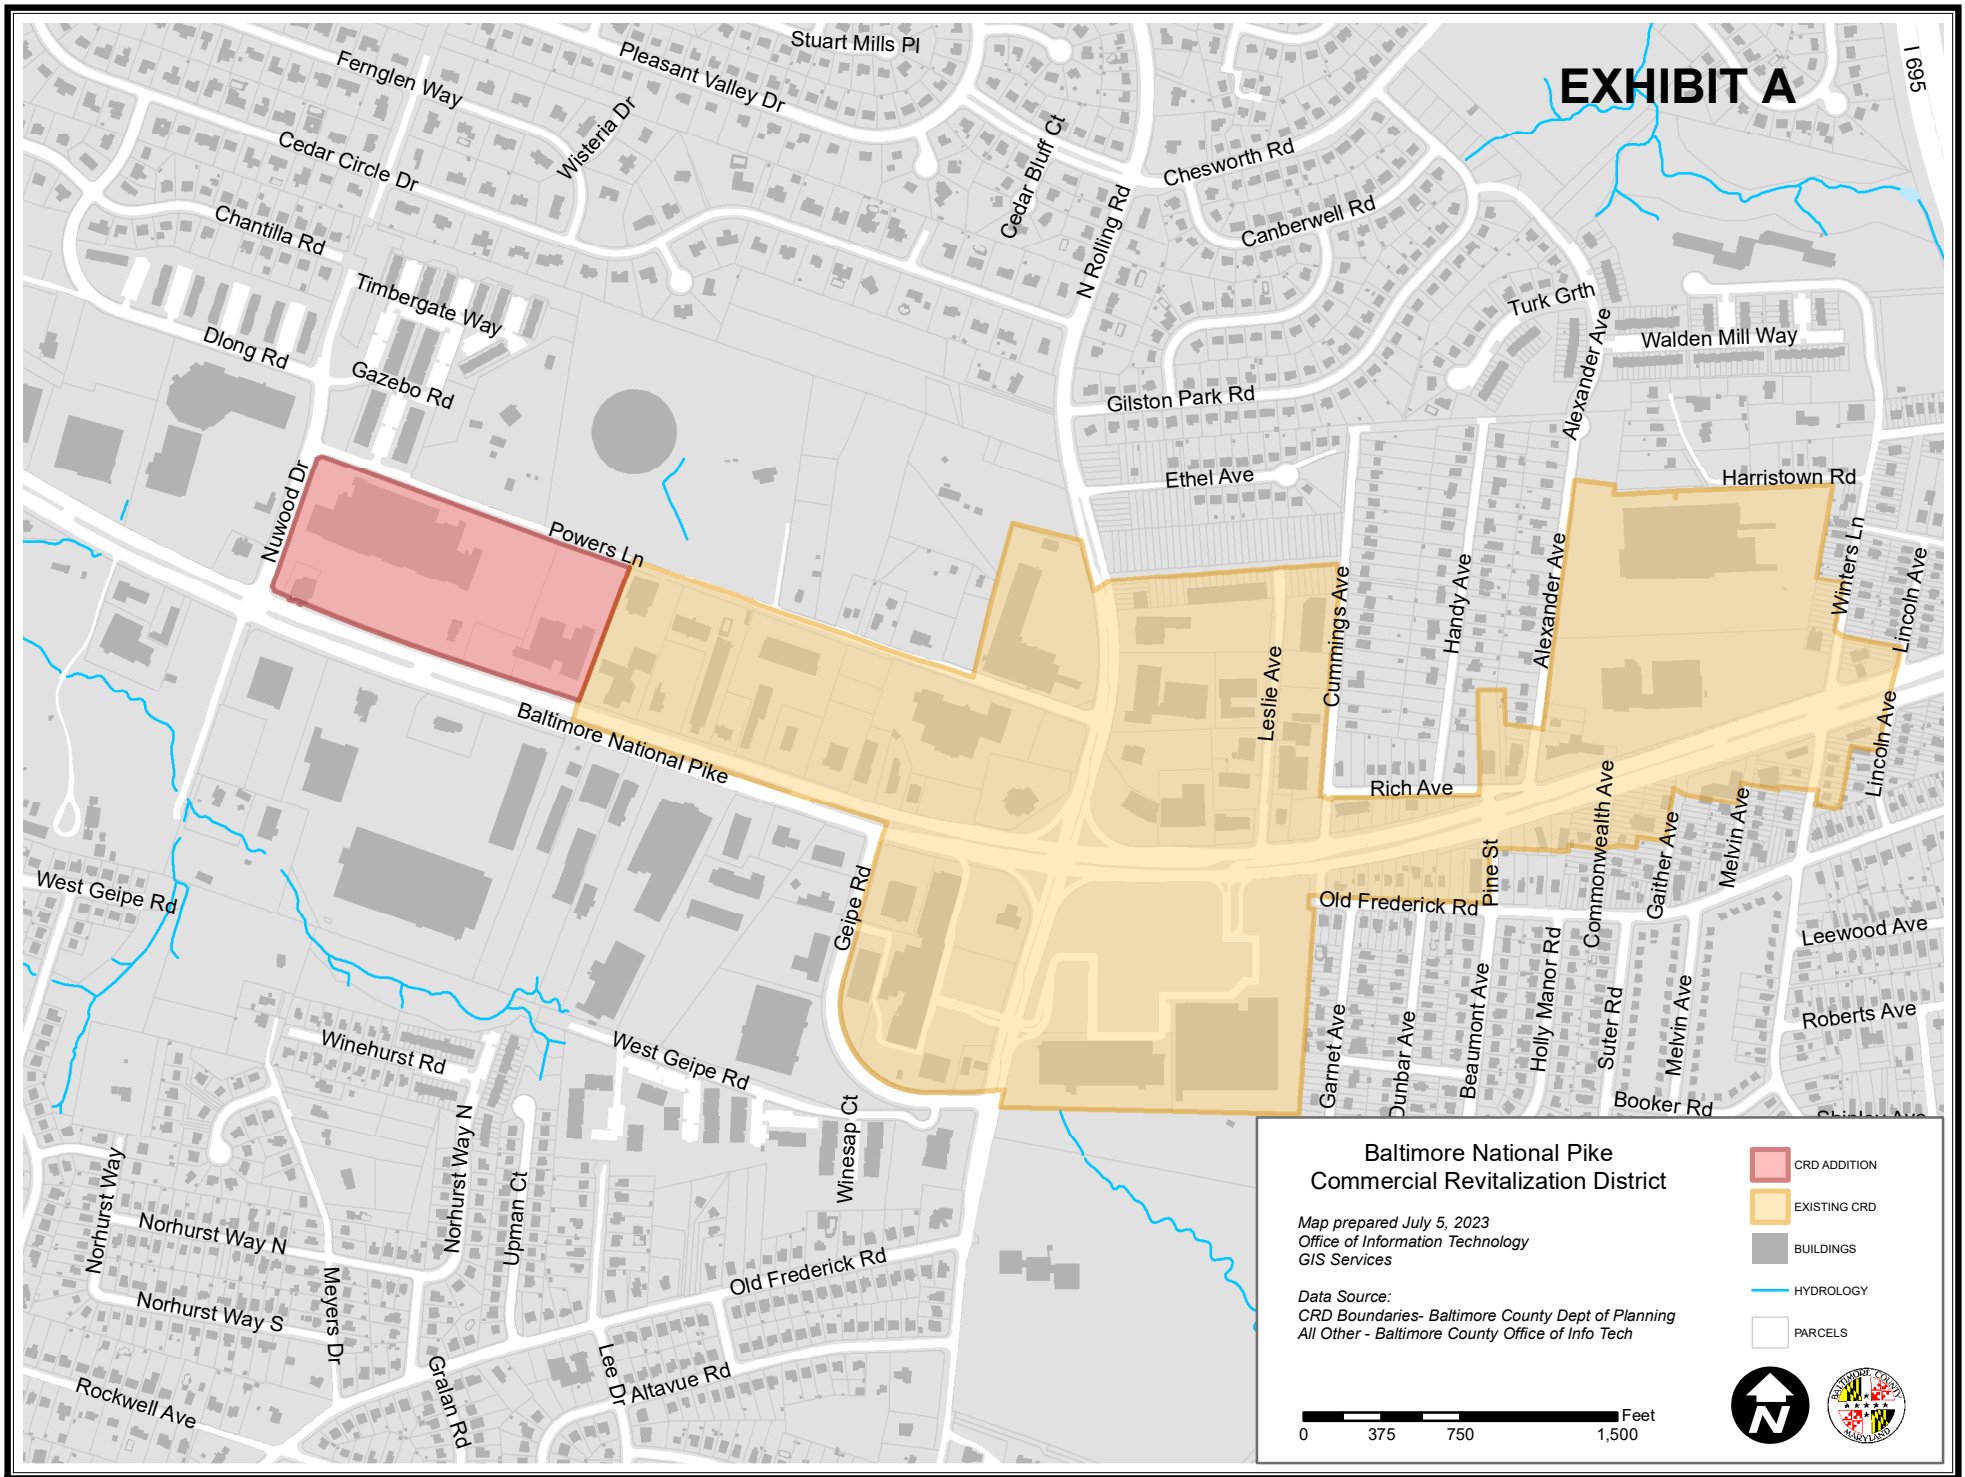 EXHIBIT A
I 695
Stuart Mills Pl
Pleasant Valley Dr
Fernglen Way
Wisteria Dr
Cedar Bluff Ct
Chesworth Rd
Cedar Circle Dr
Chantilla Rd
N Rolling Rd
Canberwell Rd
Timbergate Way
Turk Grth
Alexander Ave
Walden Mill Way
Dlong Rd
Gazebo Rd
Gilston Park Rd
Ethel Ave
Harristown Rd
Nuwood Dr
Powers Ln
Cummings Ave
Handy Ave
Alexander Ave
Winters Ln
Lincoln Ave
Leslie Ave
Baltimore National Pike
Rich Ave
Lincoln Ave
Commonwealth Ave
Gaither Ave
Melvin Ave
Pine St
West Geipe Rd
Geipe Rd
Old Frederick Rd
Leewood Ave
Holly Manor Rd
Beaumont Ave
Suter Rd
Melvin Ave
Garnet Ave
Dunbar Ave
Roberts Ave
Booker Rd
Shipley Ave
Winehurst Rd
West Geipe Rd
Winesap Ct
Norhurst Way N
Upman Ct
Norhurst Way
Norhurst Way N
Norhurst Way S
Meyers Dr
Old Frederick Rd
Gralan Rd
Lee Dr
Altavue Rd
Rockwell Ave
Baltimore National Pike
Commercial Revitalization District
Map prepared July 5, 2023
Office of Information Technology
GIS Services
Data Source:
CRD Boundaries- Baltimore County Dept of Planning
All Other - Baltimore County Office of Info Tech
CRD ADDITION
EXISTING CRD
BUILDINGS
HYDROLOGY
PARCELS
Feet
0 375 750 1,500
N
BALTIMORE COUNTY
MARYLAND